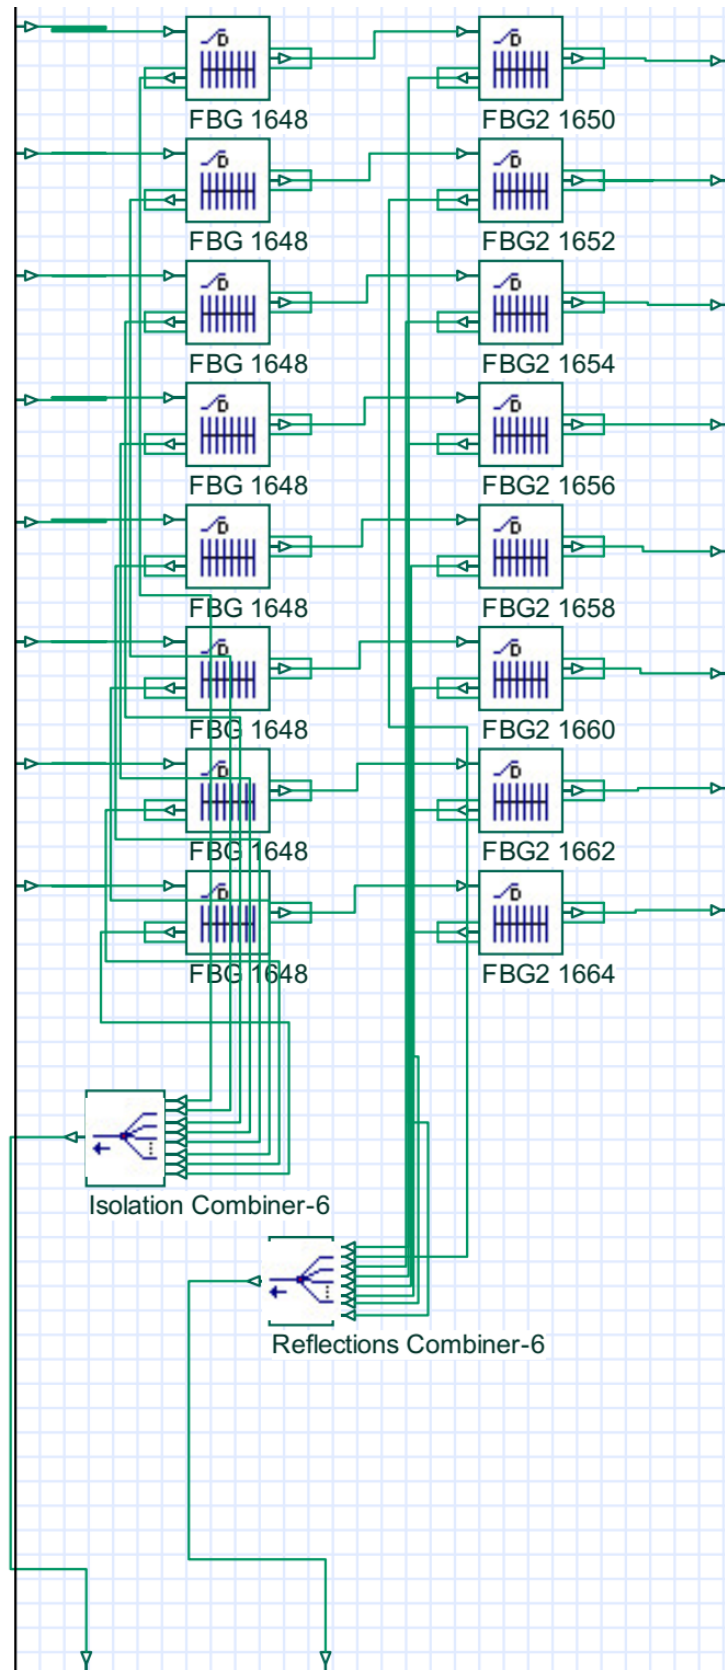 D D
FBG 1648 FBG2 1650
D D
FBG 1648 FBG2 1652
D D
FBG 1648 FBG2 1654
D D
FBG 1648 FBG2 1656
D D
FBG 1648 FBG2 1658
D D
FBG 1648 FBG2 1660
D D
FBG 1648 FBG2 1662
D D
FBG 1648 FBG2 1664
Isolation Combiner-6
Reflections Combiner-6